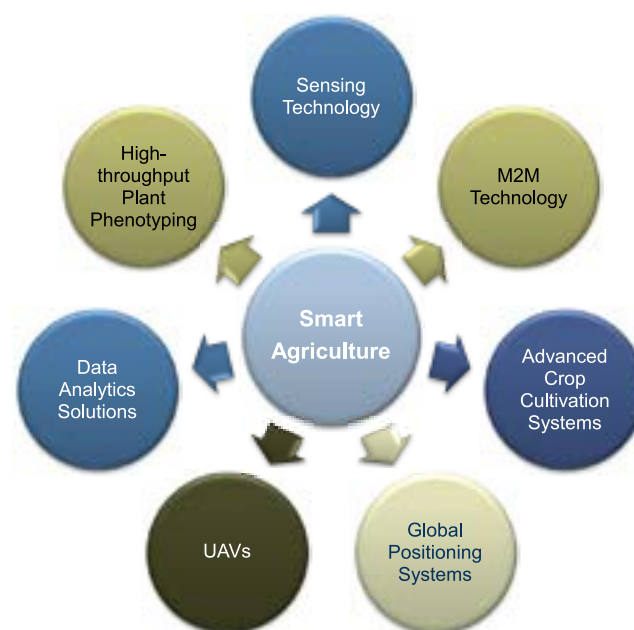 Sensing
Technology
High-
throughput
Plant
Phenotyping
M2M
Technology
Smart
Agriculture
Data
Analytics
Solutions
Advanced
Crop
Cultivation
Systems
UAVs
Global
Positioning
Systems